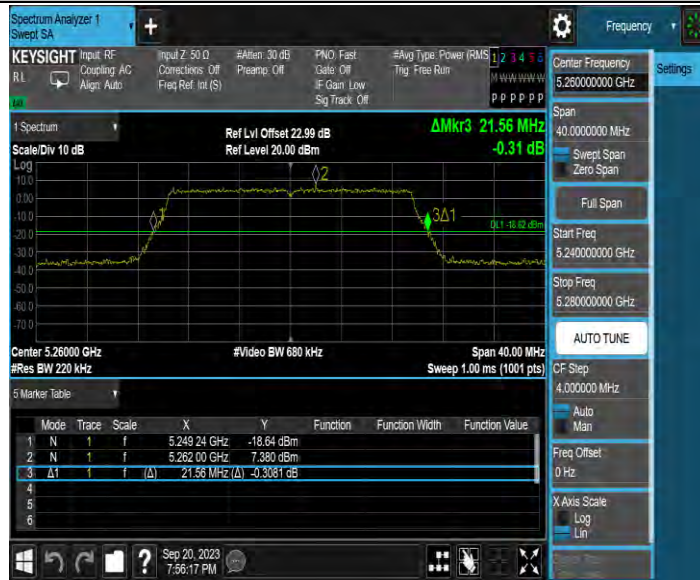 Spectrum Analyzer 1
Swept SA
+
Frequency
KEYSIGHT
RL
Input: RF
Coupling: AC
Align: Auto
Input Z: 50 Ω
Corrections: Off
Freq Ref: Int (S)
#Atten: 30 dB
Preamp: Off
PNO: Fast
Gate: Off
IF Gain: Low
Sig Track: Off
#Avg Type: Power (RMS
Trig: Free Run
1 2 3 4 5 6
M W W W W W
P P P P P P
1 Spectrum
Scale/Div 10 dB
Ref Lvl Offset 22.99 dB
Ref Level 20.00 dBm
ΔMkr3 21.56 MHz
-0.31 dB
Log
10.0
0.00
-10.0
-20.0
-30.0
-40.0
-50.0
-60.0
-70.0
1
2
3Δ1
DL1 -18.62 dBm
Center 5.26000 GHz
#Res BW 220 kHz
#Video BW 680 kHz
Span 40.00 MHz
Sweep 1.00 ms (1001 pts)
5 Marker Table
Mode Trace Scale X Y Function Function Width Function Value
1 N 1 f 5.249 24 GHz -18.64 dBm
2 N 1 f 5.262 00 GHz 7.380 dBm
3 Δ1 1 f (Δ) 21.56 MHz (Δ) -0.3081 dB
4
5
6
Sep 20, 2023
7:56:17 PM
?
Center Frequency
5.260000000 GHz
Settings
Span
40.0000000 MHz
Swept Span
Zero Span
Full Span
Start Freq
5.240000000 GHz
Stop Freq
5.280000000 GHz
AUTO TUNE
CF Step
4.000000 MHz
Auto
Man
Freq Offset
0 Hz
X Axis Scale
Log
Lin